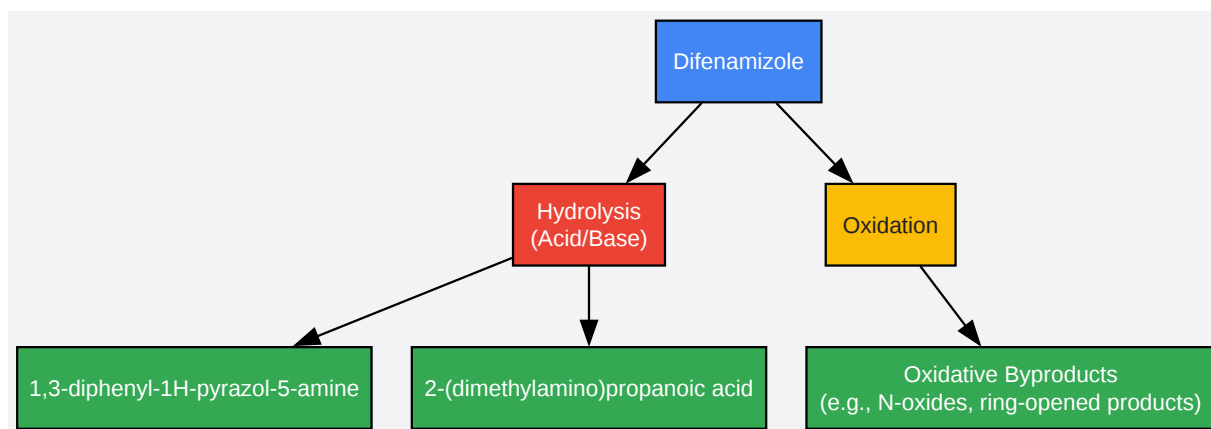 Difenamizole
Hydrolysis
(Acid/Base)
Oxidation
1,3-diphenyl-1H-pyrazol-5-amine
2-(dimethylamino)propanoic acid
Oxidative Byproducts
(e.g., N-oxides, ring-opened products)